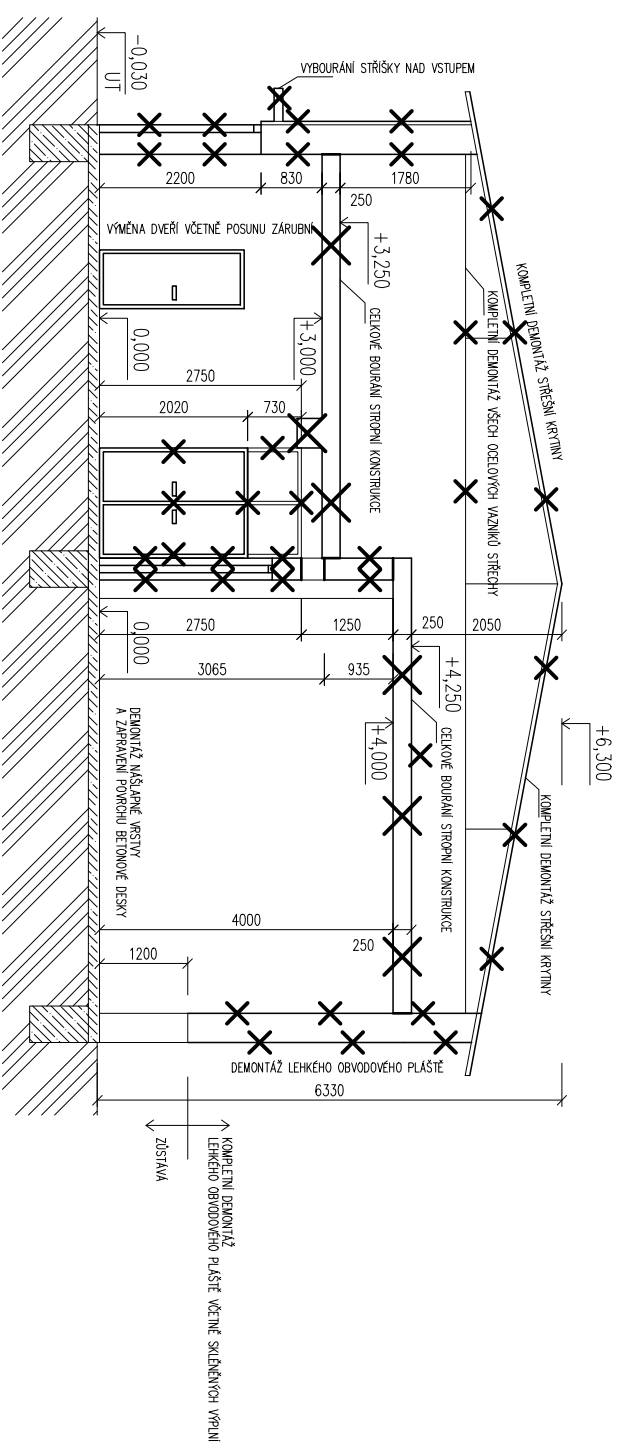 VYBOURÁNÍ STŘÍŠKY NAD VSTUPEM
-0,030
UT
2200
830
1780
250
VÝMĚNA DVEŘÍ VČETNĚ POSUNU ZÁRUBNÍ
+3,250
KOMPLETNÍ DEMONTÁŽ STŘEŠNÍ KRYTINY
KOMPLETNÍ DEMONTÁŽ VŠECH OCELOVÝCH VAZNÍKŮ STŘECHY
CELKOVÉ BOURÁNÍ STROPNÍ KONSTRUKCE
0,000
+3,000
2750
2020
730
2750
1250
250
2050
0,000
3065
935
+4,250
+4,000
+6,300
DEMONTÁŽ NÁŠLAPNÉ VRSTVY
A ZAPRAVENÍ POVRCHU BETONOVÉ DESKY
CELKOVÉ BOURÁNÍ STROPNÍ KONSTRUKCE
KOMPLETNÍ DEMONTÁŽ STŘEŠNÍ KRYTINY
4000
250
1200
DEMONTÁŽ LEHKÉHO OBVODOVÉHO PLÁŠTĚ
6330
KOMPLETNÍ DEMONTÁŽ
LEHKÉHO OBVODOVÉHO PLÁŠTĚ VČETNĚ SKLENĚNÝCH VÝPLNÍ
ZŮSTÁVÁ